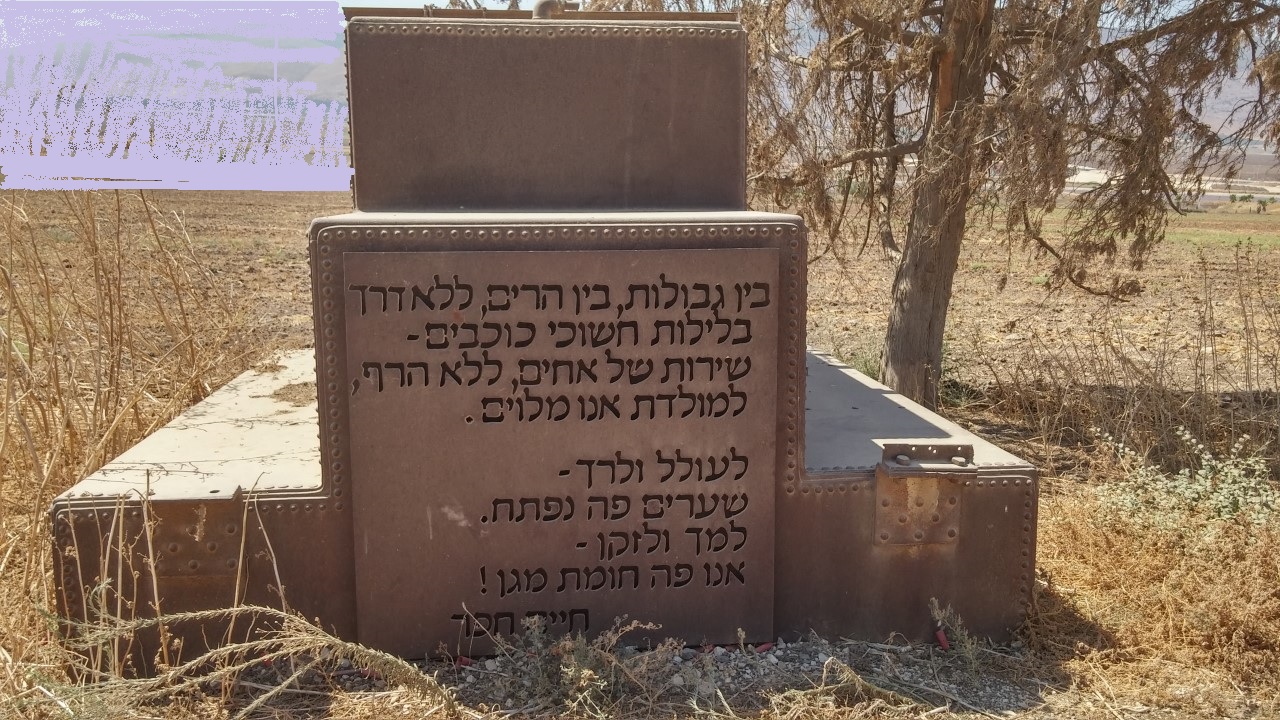 בין גבולות, בין הרים, ללא דרך
בלילות חשוכי כוכבים-
שירות של אחים, ללא הרף,
למולדת אנו מלוים.
לעולל ולרך-
שערים פה נפתח.
למך ולזקן-
אנו פה חומת מגן!
חיים חפר